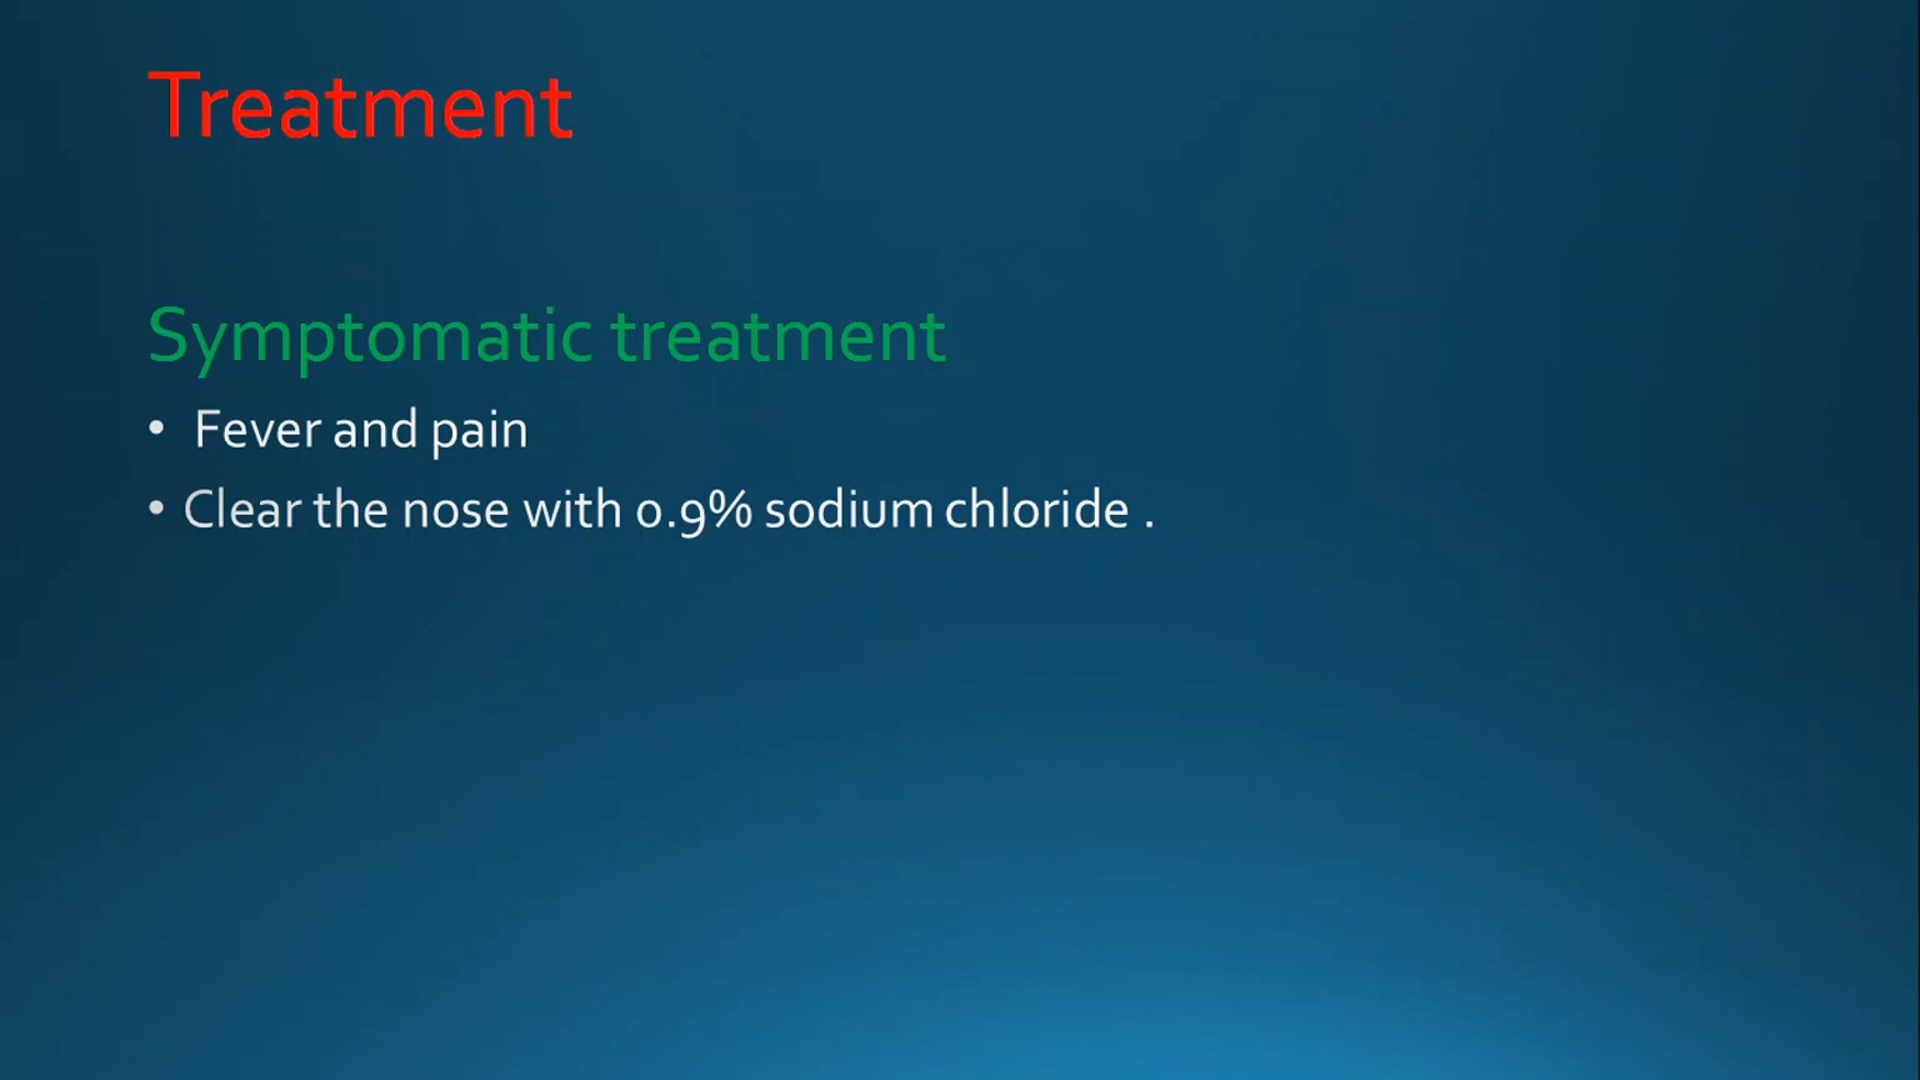 Treatment
Symptomatic treatment
• Fever and pain
• Clear the nose with 0.9% sodium chloride .